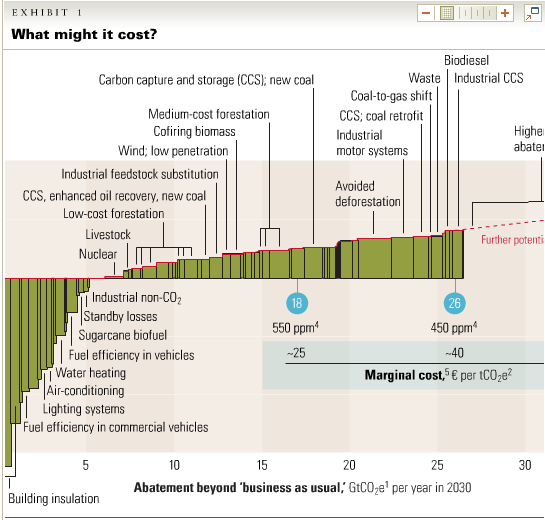 EXHIBIT 1
What might it cost?
Biodiesel
Carbon capture and storage (CCS); new coal
Waste
Industrial CCS
Coal-to-gas shift
Medium-cost forestation
CCS; coal retrofit
Cofiring biomass
Industrial
motor systems
Wind; low penetration
Industrial feedstock substitution
Avoided
deforestation
CCS, enhanced oil recovery, new coal
Low-cost forestation
Livestock
Nuclear
Further
Industrial non-CO₂
Standby losses
Sugarcane biofuel
Fuel efficiency in vehicles
Water heating
Air-conditioning
Lighting systems
Fuel efficiency in commercial vehicles
Building insulation
18
26
550 ppm⁴
450 ppm⁴
~25
~40
Marginal cost,⁵ € per tCO₂e²
5
10
15
20
25
30
Abatement beyond ‘business as usual,’ GtCO₂e¹ per year in 2030